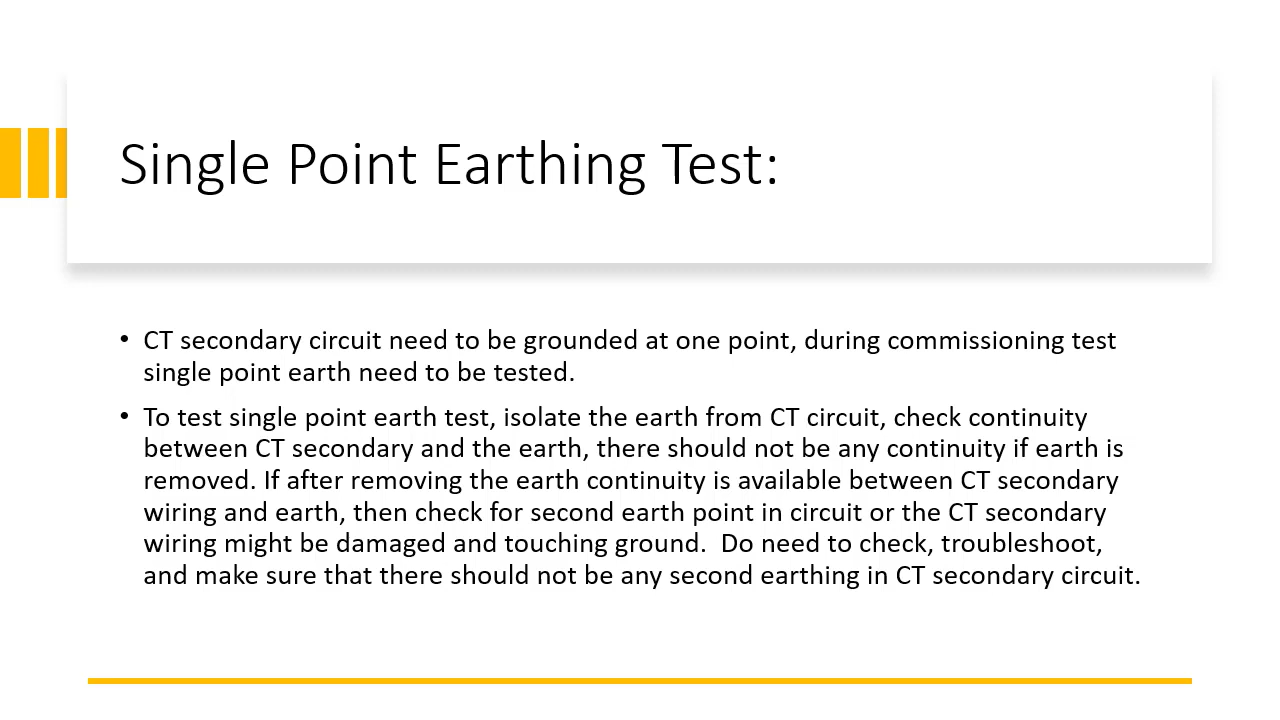 Single Point Earthing Test:
• CT secondary circuit need to be grounded at one point, during commissioning test
single point earth need to be tested.
• To test single point earth test, isolate the earth from CT circuit, check continuity
between CT secondary and the earth, there should not be any continuity if earth is
removed. If after removing the earth continuity is available between CT secondary
wiring and earth, then check for second earth point in circuit or the CT secondary
wiring might be damaged and touching ground.  Do need to check, troubleshoot,
and make sure that there should not be any second earthing in CT secondary circuit.